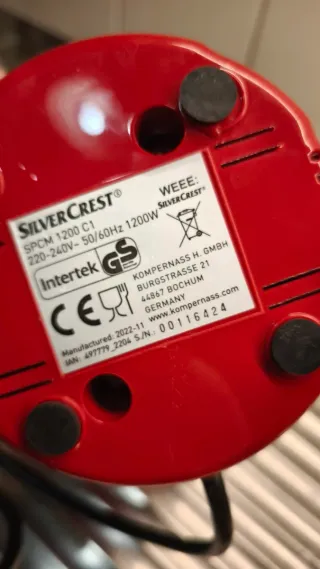 SILVERCREST®
SPCM 1200 C1
220-240V~ 50/60Hz 1200W
WEEE:
SILVERCREST®
Intertek GS
KOMPERNASS H. GMBH
BURGSTRASSE 21
44867 BOCHUM
GERMANY
www.kompernass.com
CE
Manufactured: 2022-11
IAN: 497779_2204 S/N.: 00116424